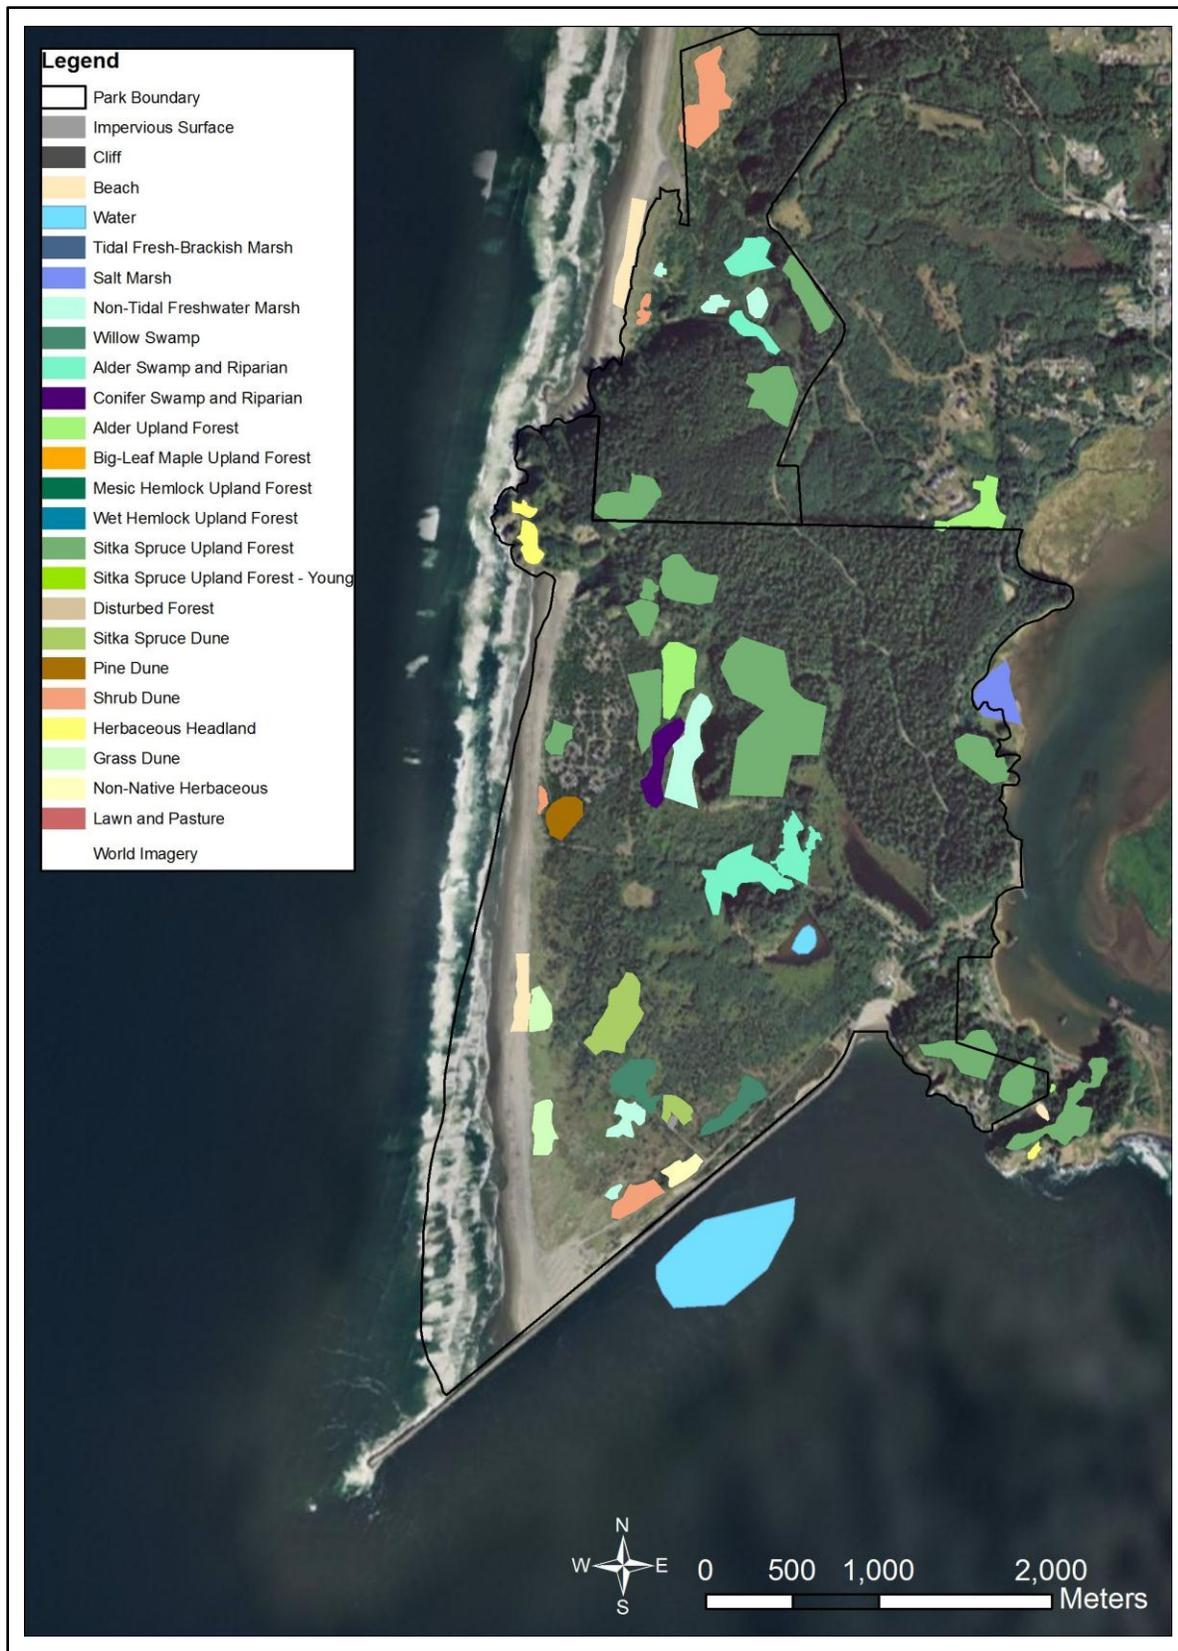 Legend
Park Boundary
Impervious Surface
Cliff
Beach
Water
Tidal Fresh-Brackish Marsh
Salt Marsh
Non-Tidal Freshwater Marsh
Willow Swamp
Alder Swamp and Riparian
Conifer Swamp and Riparian
Alder Upland Forest
Big-Leaf Maple Upland Forest
Mesic Hemlock Upland Forest
Wet Hemlock Upland Forest
Sitka Spruce Upland Forest
Sitka Spruce Upland Forest - Young
Disturbed Forest
Sitka Spruce Dune
Pine Dune
Shrub Dune
Herbaceous Headland
Grass Dune
Non-Native Herbaceous
Lawn and Pasture
World Imagery
N
W E
S
0 500 1,000 2,000
Meters